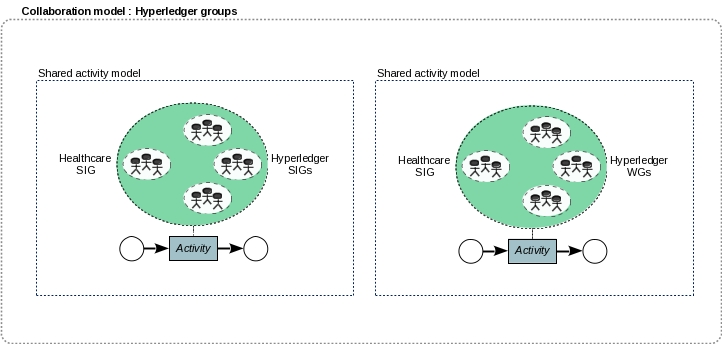 Collaboration model : Hyperledger groups
Shared activity model
Healthcare
SIG
Hyperledger
SIGs
Activity
Shared activity model
Healthcare
SIG
Hyperledger
WGs
Activity